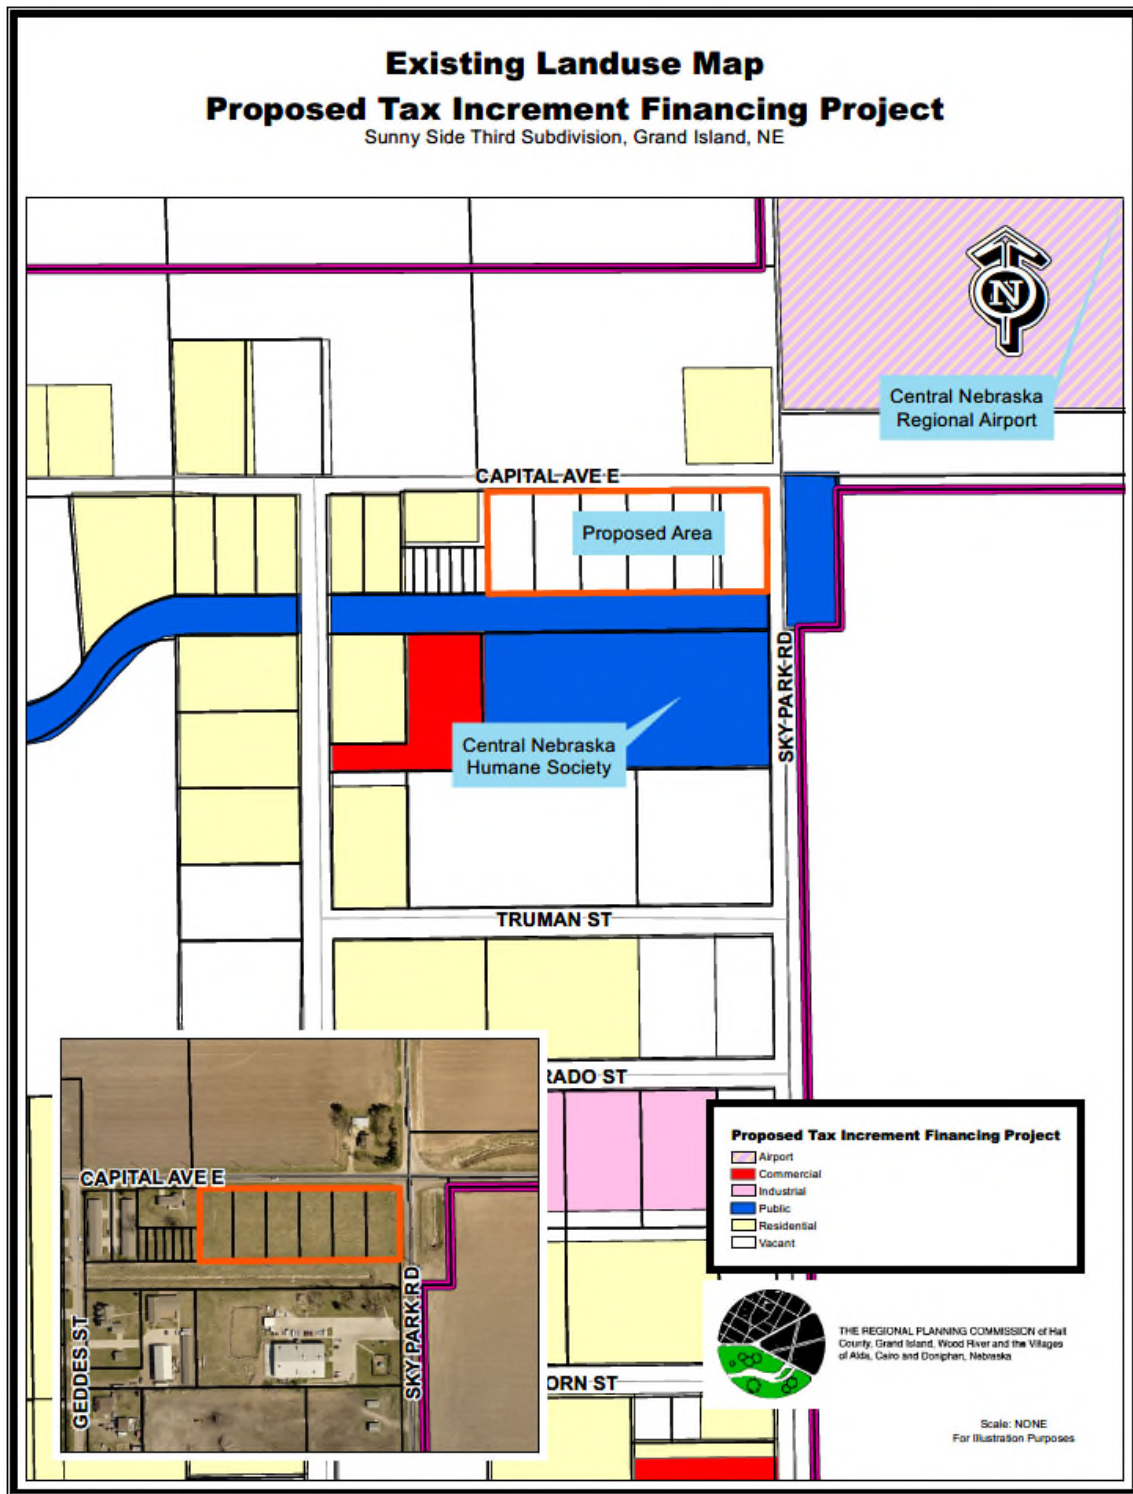 Existing Landuse Map
Proposed Tax Increment Financing Project
Sunny Side Third Subdivision, Grand Island, NE
N
Central Nebraska
Regional Airport
CAPITAL AVE E
Proposed Area
SKY PARK RD
Central Nebraska
Humane Society
TRUMAN ST
RADO ST
CAPITAL AVE E
GEDDES ST
SKY PARK RD
Proposed Tax Increment Financing Project
Airport
Commercial
Industrial
Public
Residential
Vacant
THE REGIONAL PLANNING COMMISSION of Hall
County, Grand Island, Wood River and the Villages
of Alda, Cairo and Doniphan, Nebraska
ORN ST
Scale: NONE
For Illustration Purposes